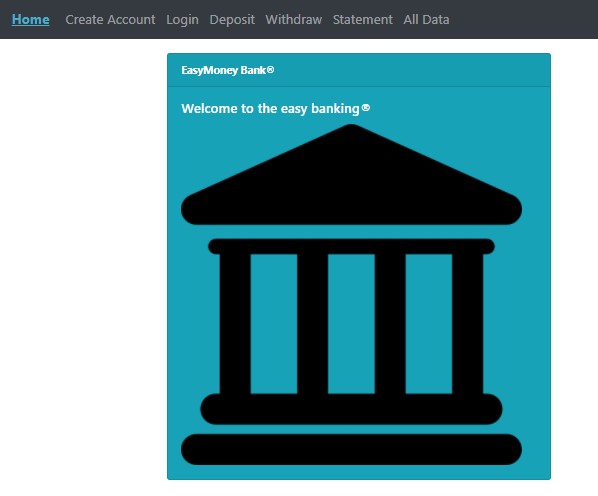 Home Create Account Login Deposit Withdraw Statement All Data
EasyMoney Bank®
Welcome to the easy banking®